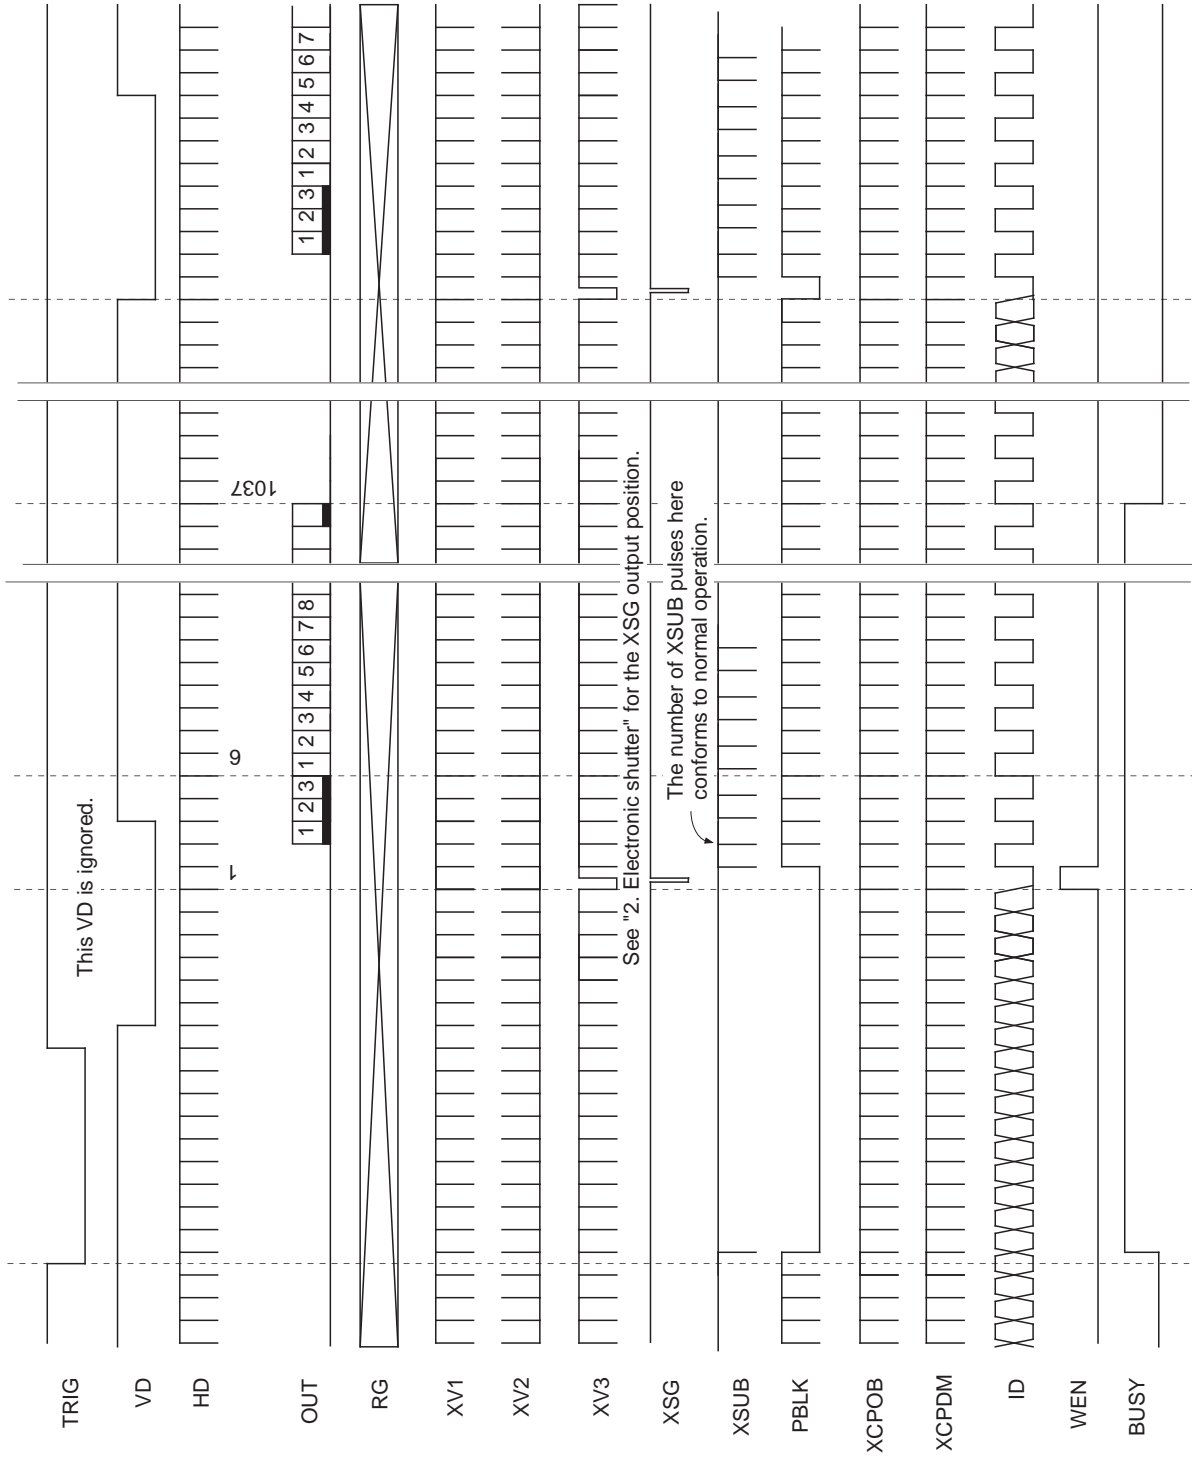 TRIG
This VD is ignored.
VD
HD
1
6
1037
OUT
1 2 3 1 2 3 4 5 6 7 8
1 2 3 1 2 3 4 5 6 7
RG
XV1
XV2
XV3
See "2. Electronic shutter" for the XSG output position.
XSG
The number of XSUB pulses here
conforms to normal operation.
XSUB
PBLK
XCPOB
XCPDM
ID
WEN
BUSY